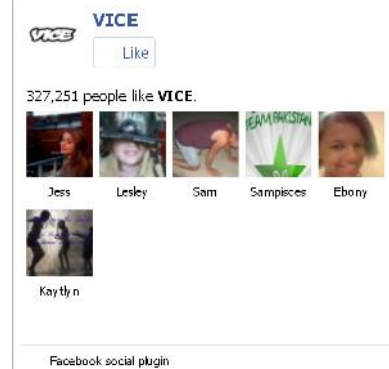 VICE
VICE
Like
327,251 people like VICE.
TEAM PAKISTAN
Jess Lesley Sam Sampisces Ebony
Kaytlyn
Facebook social plugin